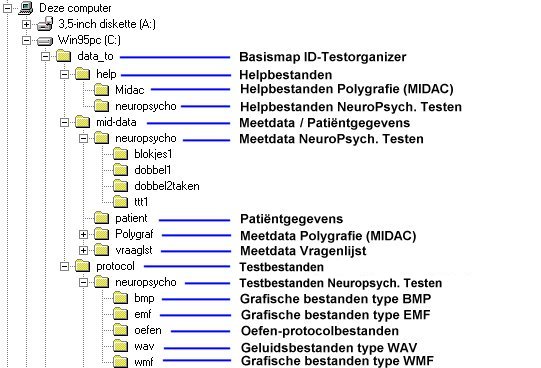 Deze computer
3,5-inch diskette (A:)
Win95pc (C:)
data_to Basismap ID-Testorganizer
help Helpbestanden
Midac Helpbestanden Polygrafie (MIDAC)
neuropsycho Helpbestanden NeuroPsych. Testen
mid-data Meetdata / Patiëntgegevens
neuropsycho Meetdata NeuroPsych. Testen
blokjes1
dobbel1
dobbel2taken
ttt1
patient Patiëntgegevens
Polygraf Meetdata Polygrafie (MIDAC)
vraaglst Meetdata Vragenlijst
protocol Testbestanden
neuropsycho Testbestanden Neuropsych. Testen
bmp Grafische bestanden type BMP
emf Grafische bestanden type EMF
oefen Oefen-protocolbestanden
wav Geluidsbestanden type WAV
wmf Grafische bestanden type WMF